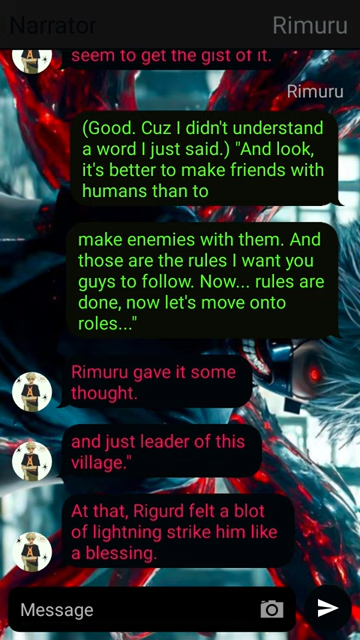 Narrator
Rimuru
seem to get the gist of it.
Rimuru
(Good. Cuz I didn't understand
a word I just said.) "And look,
it's better to make friends with
humans than to
make enemies with them. And
those are the rules I want you
guys to follow. Now... rules are
done, now let's move onto
roles..."
Rimuru gave it some
thought.
and just leader of this
village."
At that, Rigurd felt a blot
of lightning strike him like
a blessing.
Message